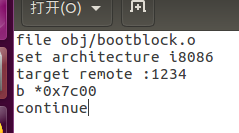 打开(O)
file obj/bootblock.o
set architecture i8086
target remote :1234
b *0x7c00
continue